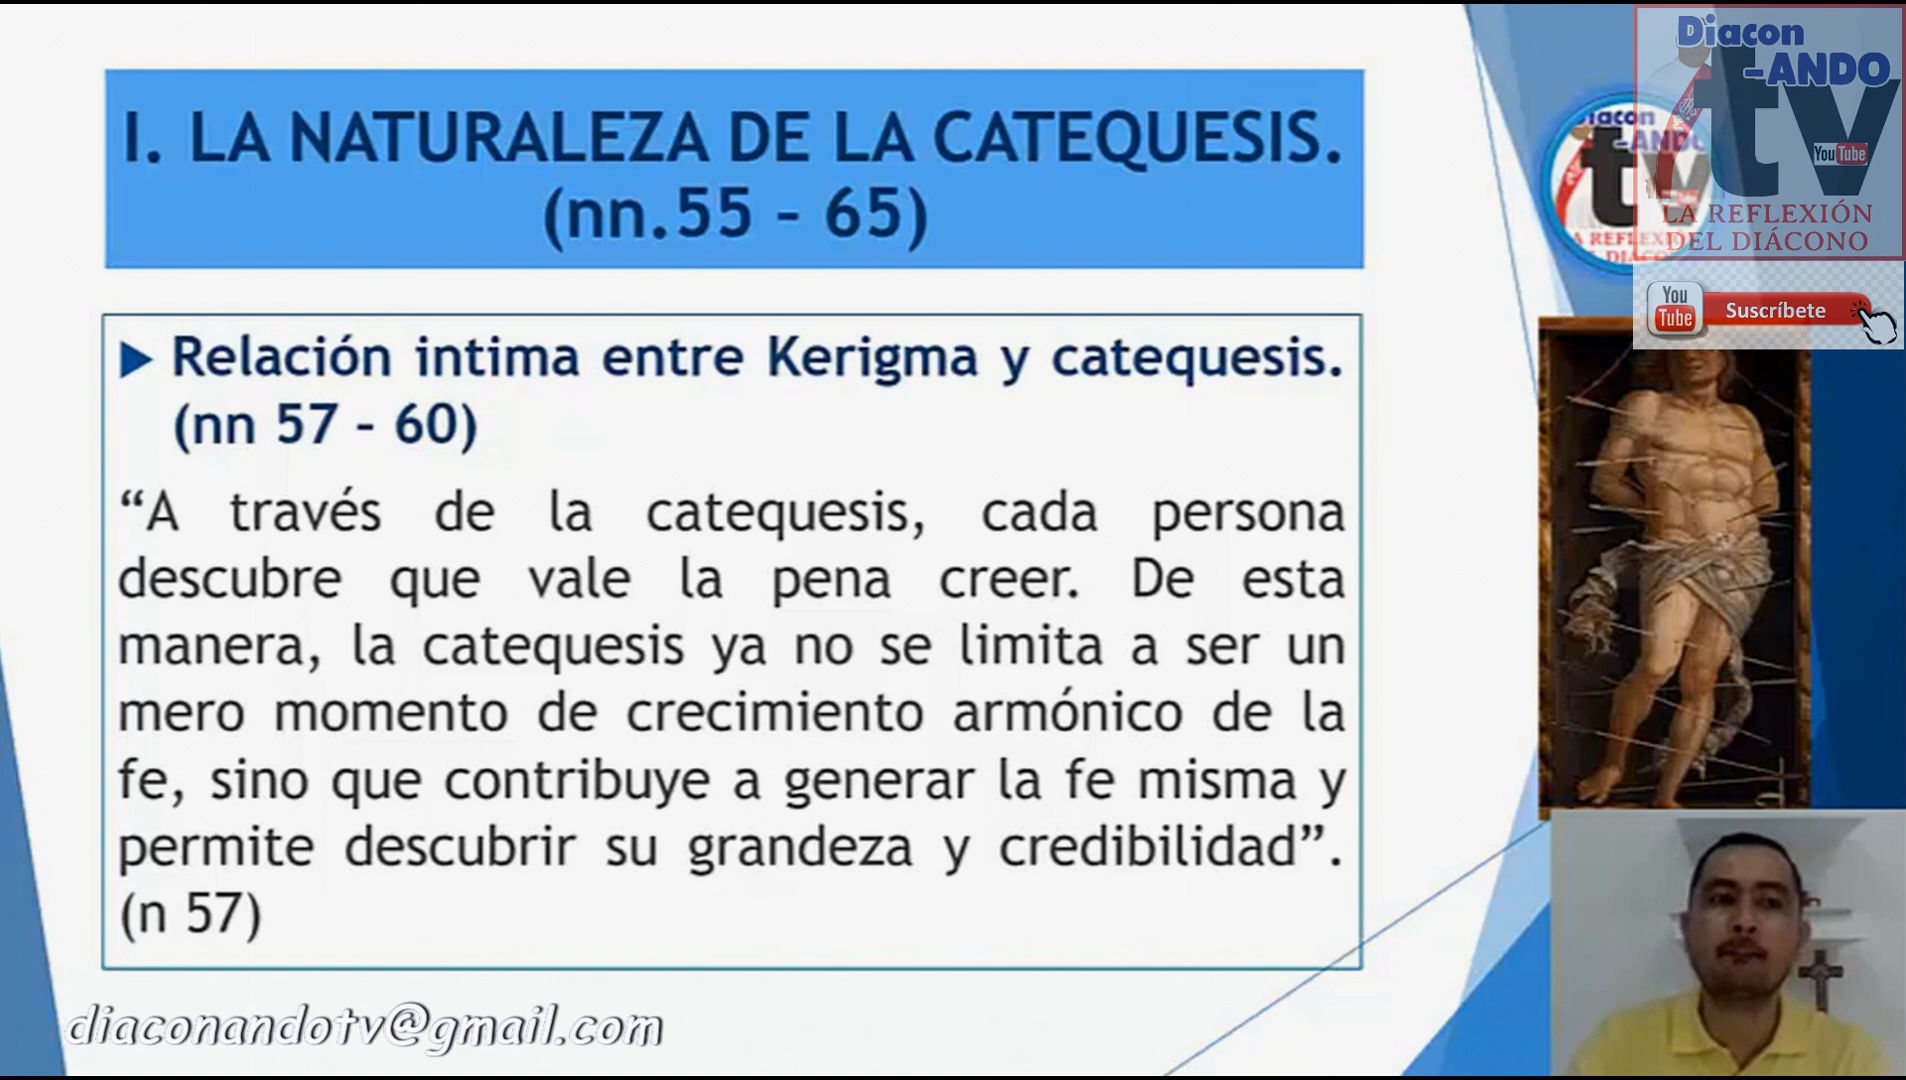 I. LA NATURALEZA DE LA CATEQUESIS.
(nn.55 - 65)
Relación intima entre Kerigma y catequesis.
(nn 57 - 60)
“A través de la catequesis, cada persona
descubre que vale la pena creer. De esta
manera, la catequesis ya no se limita a ser un
mero momento de crecimiento armónico de la
fe, sino que contribuye a generar la fe misma y
permite descubrir su grandeza y credibilidad”.
(n 57)
diaconandotv@gmail.com
Diacon
-ANDO
tv
YouTube
LA REFLEXIÓN
DEL DIÁCONO
You
Tube
Suscríbete